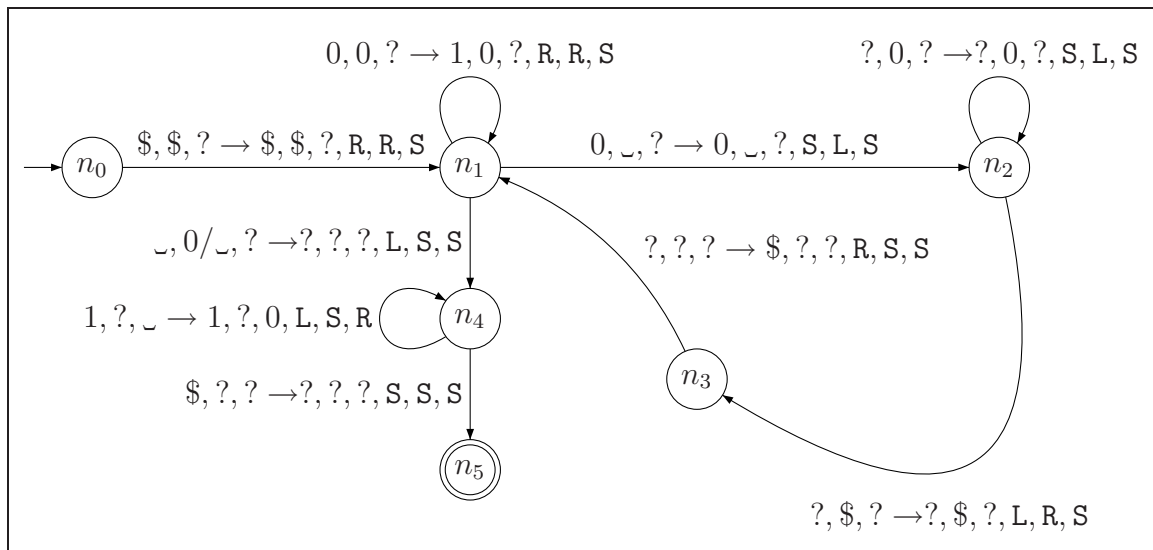 0, 0, ? → 1, 0, ?, R, R, S
?, 0, ? →?, 0, ?, S, L, S
$, $, ? → $, $, ?, R, R, S
0, ␣, ? → 0, ␣, ?, S, L, S
n₀
n₁
n₂
␣, 0/␣, ? →?, ?, ?, L, S, S
?, ?, ? → $, ?, ?, R, S, S
1, ?, ␣ → 1, ?, 0, L, S, R
n₄
n₃
$, ?, ? →?, ?, ?, S, S, S
n₅
?, $, ? →?, $, ?, L, R, S